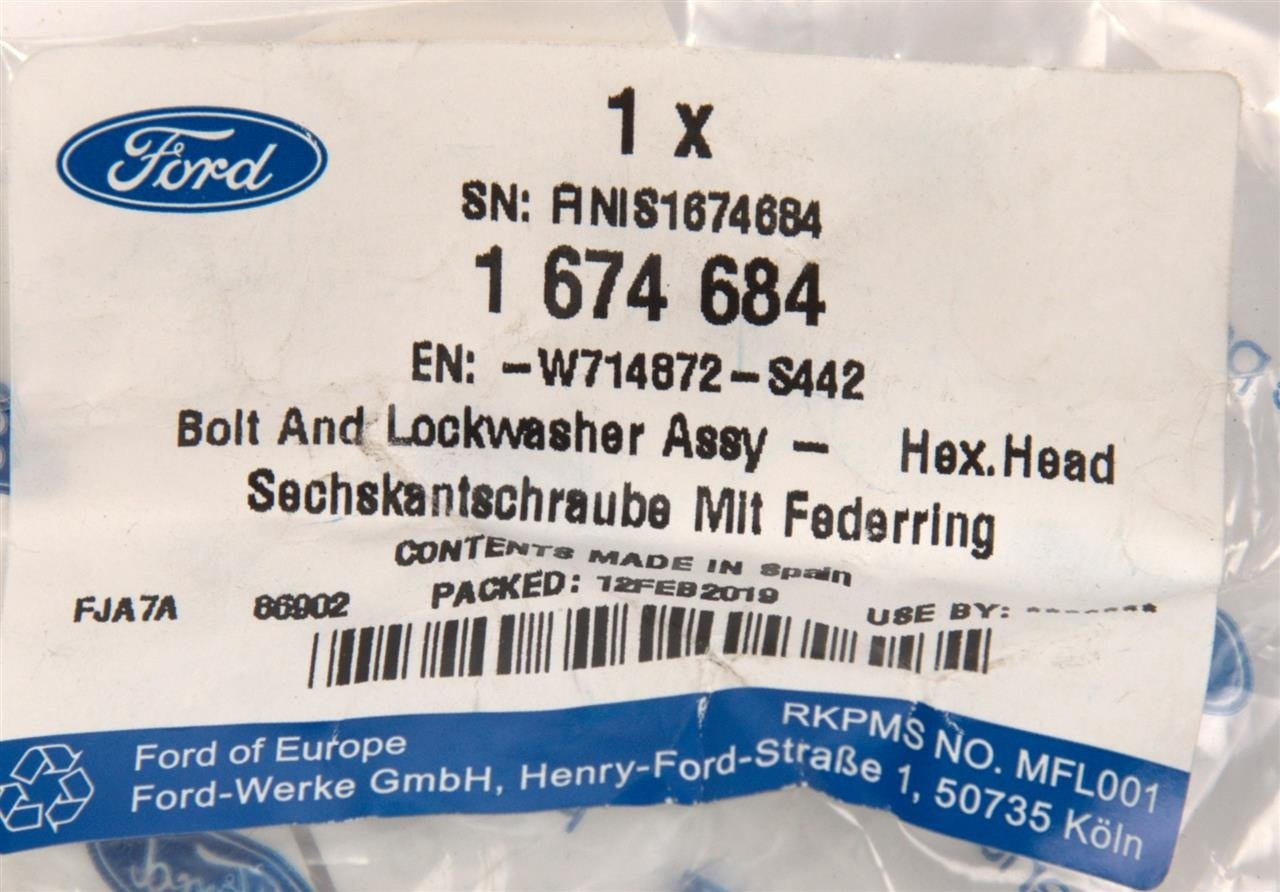 Ford
1 x
SN: FINIS1674684
1 674 684
EN: -W714872-S442
Bolt And Lockwasher Assy - Hex.Head
Sechskantschraube Mit Federring
CONTENTS MADE IN Spain
FJA7A 86902 PACKED: 12FEB2019 USE BY: ********
RKPMS NO. MFL001
Ford of Europe
Ford-Werke GmbH, Henry-Ford-Straße 1, 50735 Köln